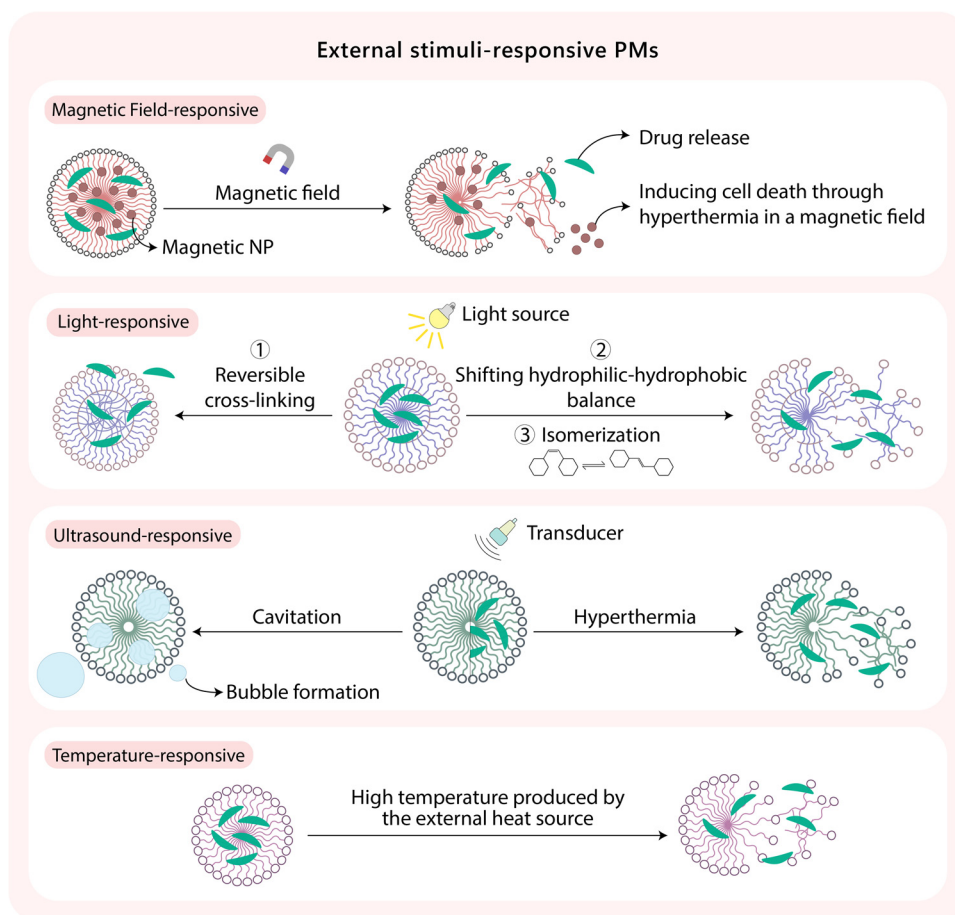 External stimuli-responsive PMs
Magnetic Field-responsive
Magnetic field
Magnetic NP
Drug release
Inducing cell death through
hyperthermia in a magnetic field
Light-responsive
Light source
①
Reversible
cross-linking
②
Shifting hydrophilic-hydrophobic
balance
③ Isomerization
Ultrasound-responsive
Transducer
Cavitation
Hyperthermia
Bubble formation
Temperature-responsive
High temperature produced by
the external heat source